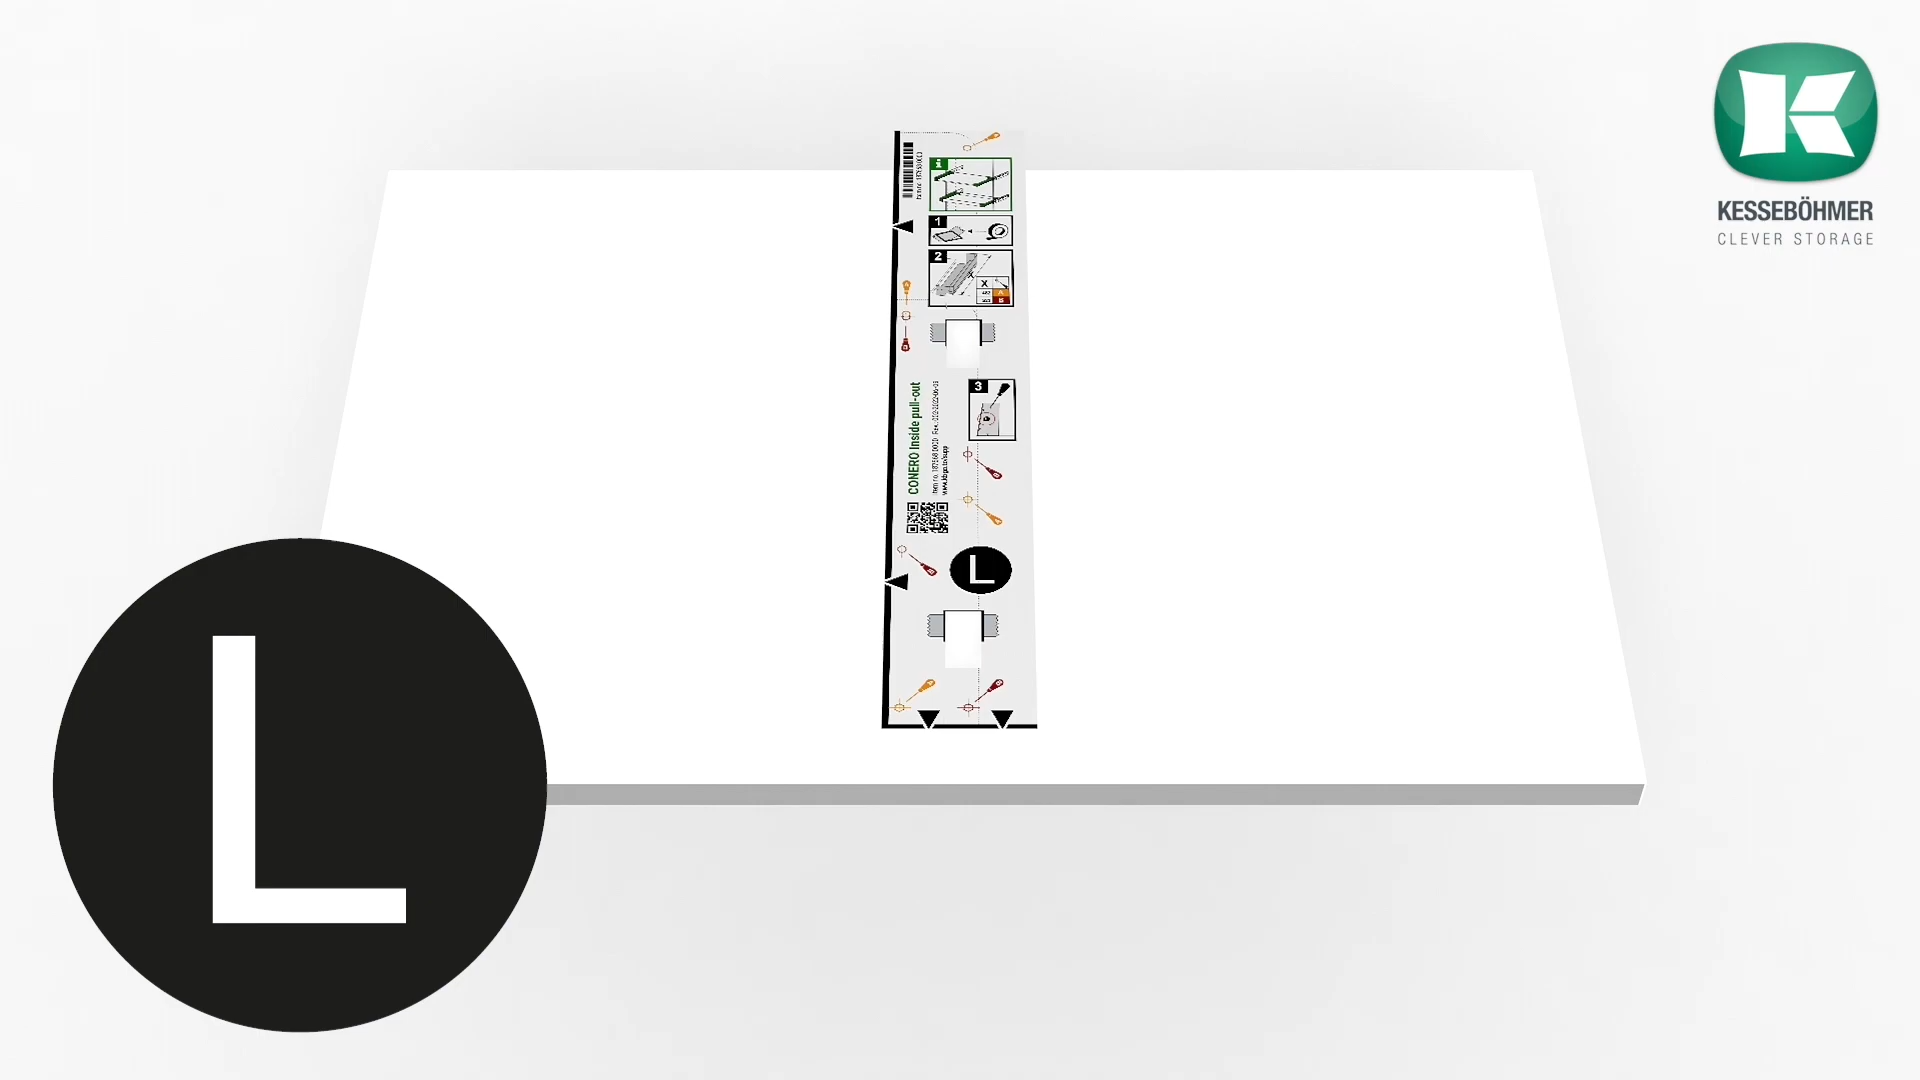 K
KESSEBÖHMER
CLEVER STORAGE
1
2
X
X
A
B
3
CONERO Inside pull-out
L
L